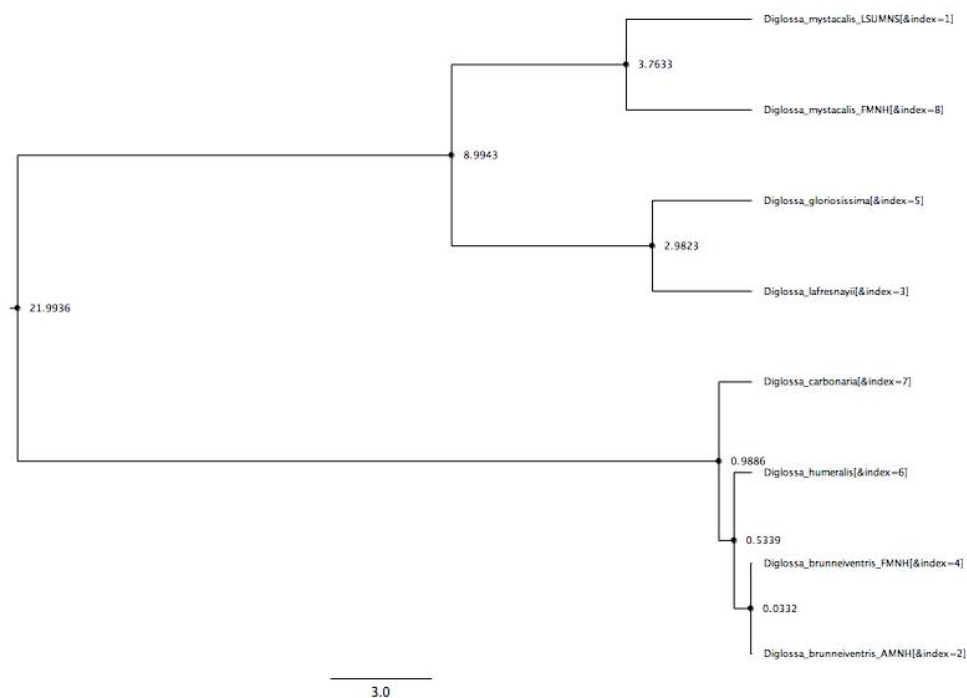 Diglossa_mystacalis_LSUMNS[&index=1]
3.7633
Diglossa_mystacalis_FMNH[&index=8]
8.9943
Diglossa_gloriosissima[&index=5]
2.9823
Diglossa_lafresnayii[&index=3]
21.9936
Diglossa_carbonaria[&index=7]
0.9886
Diglossa_humeralis[&index=6]
0.5339
Diglossa_brunneiventris_FMNH[&index=4]
0.0332
Diglossa_brunneiventris_AMNH[&index=2]
3.0